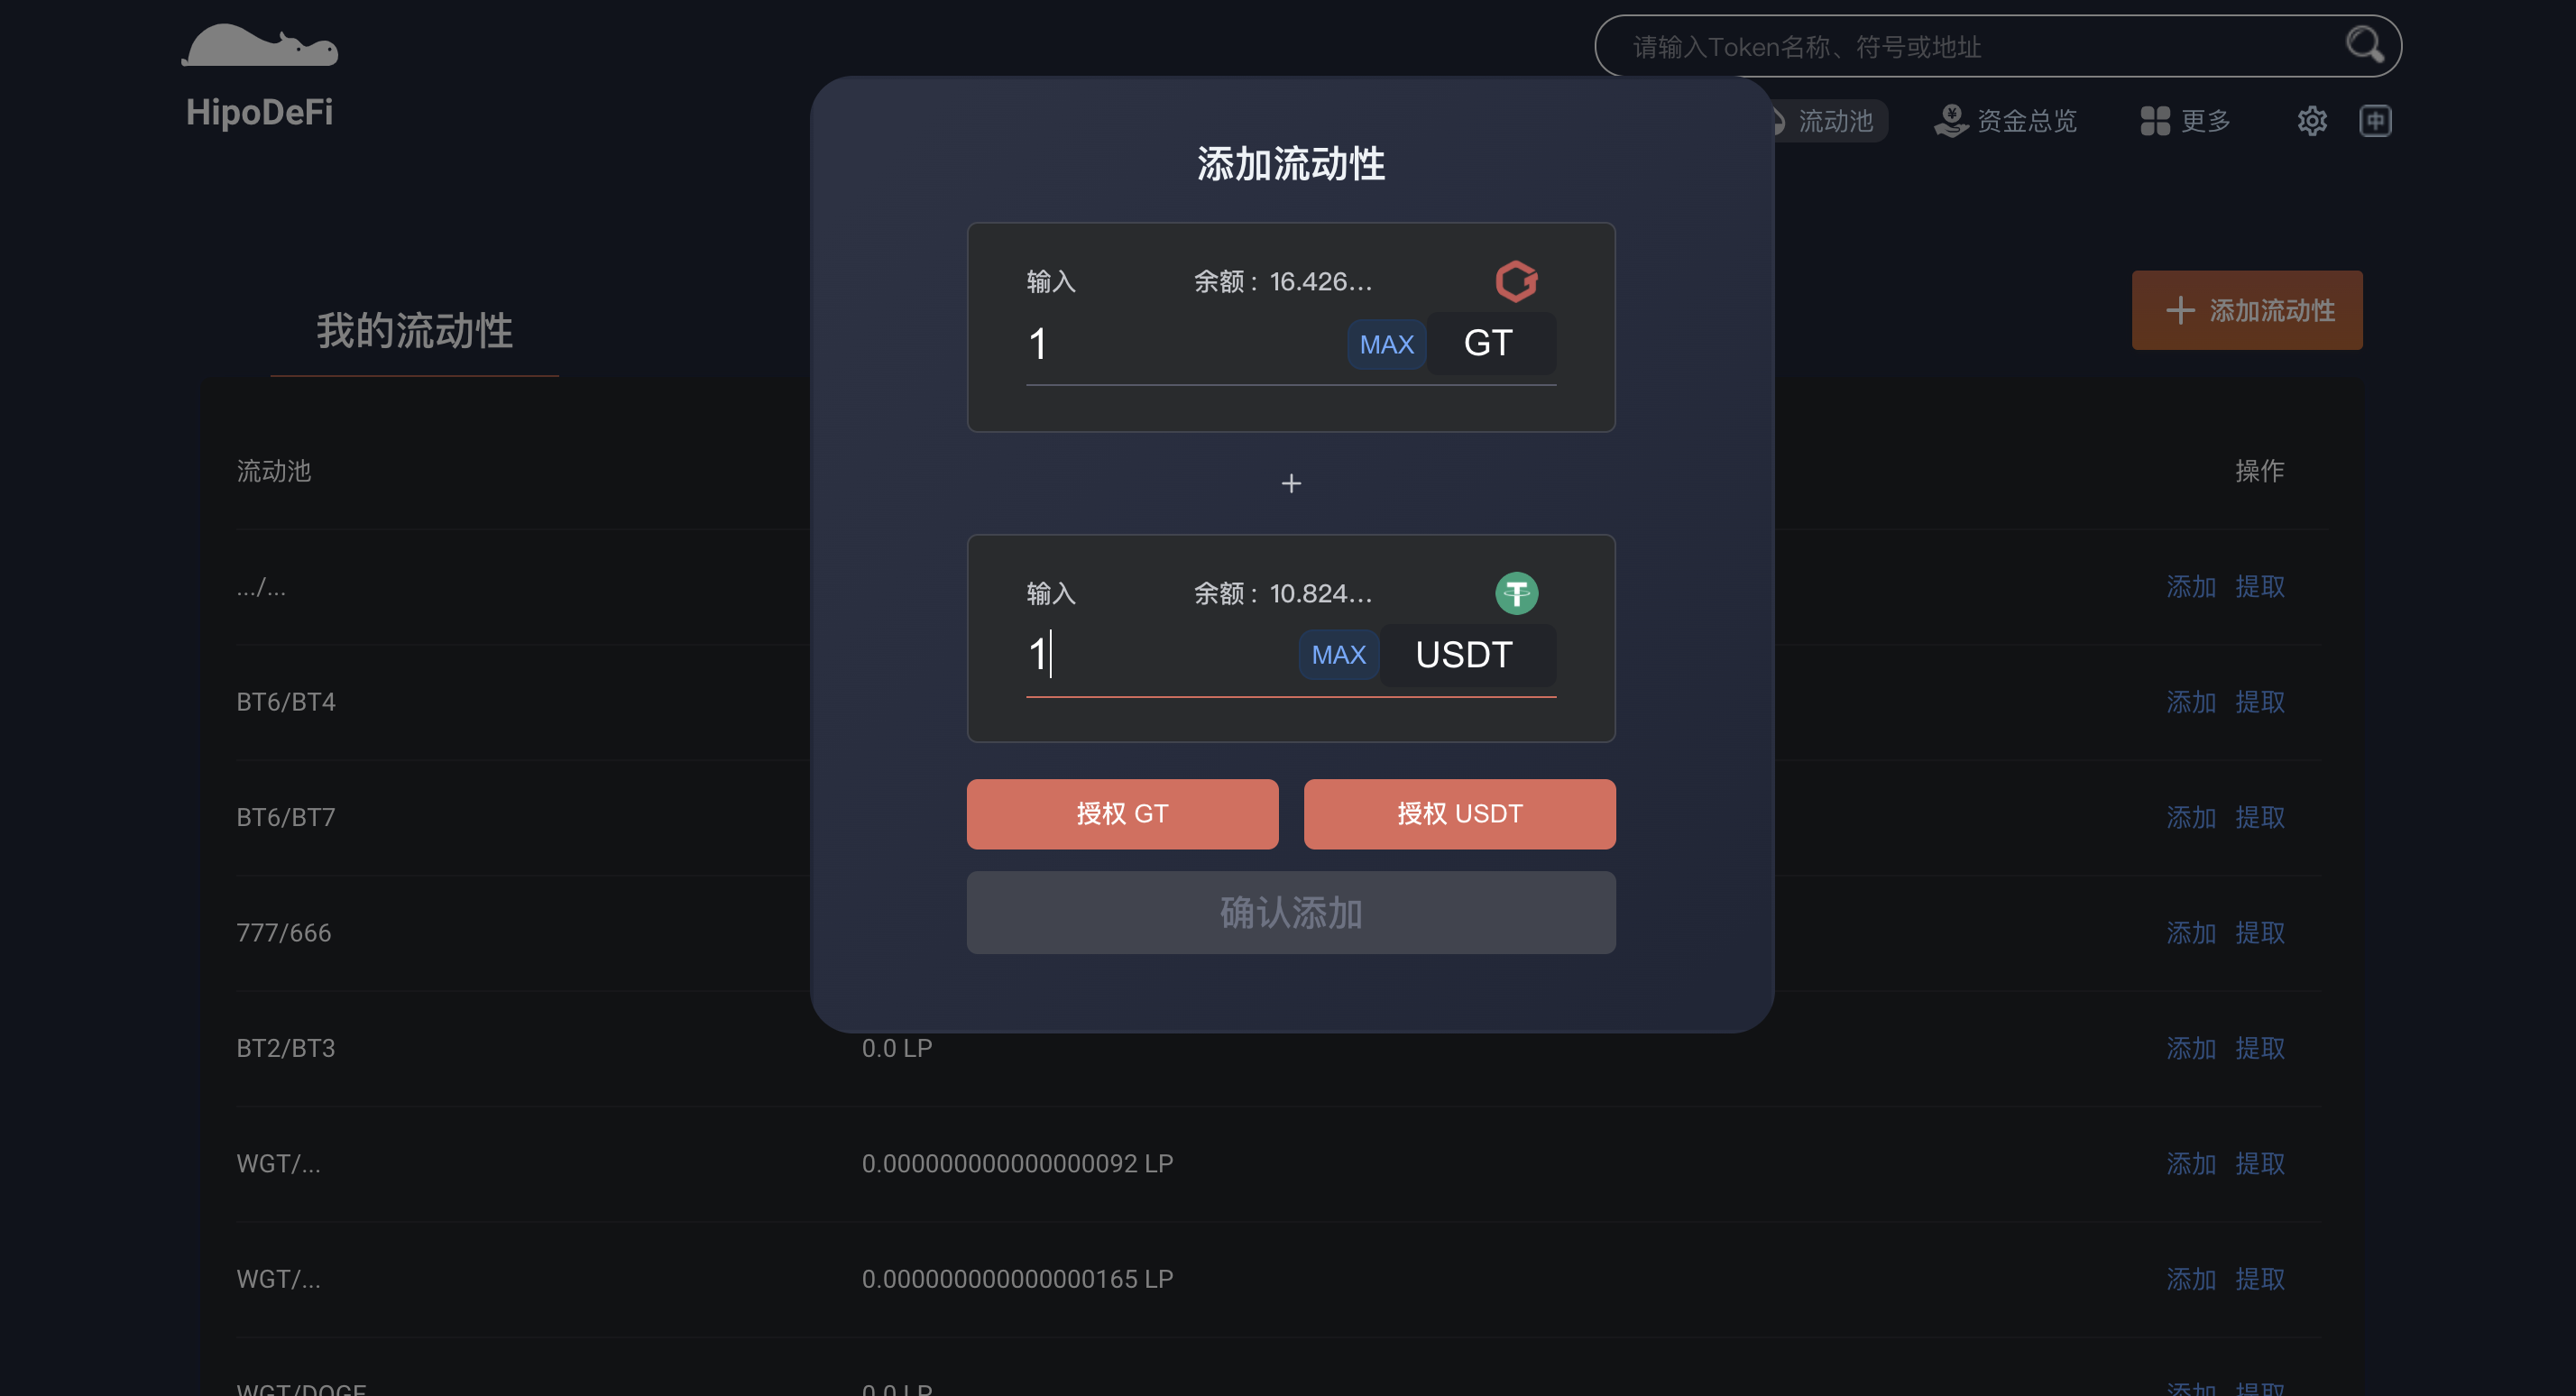 HipoDeFi
请输入Token名称、符号或地址
流动池
资金总览
更多
中
添加流动性
输入
余额：16.426...
1
MAX
GT
+
输入
余额：10.824...
1
MAX
USDT
授权 GT
授权 USDT
确认添加
我的流动性
+ 添加流动性
流动池
操作
.../...
添加 提取
BT6/BT4
添加 提取
BT6/BT7
添加 提取
777/666
添加 提取
BT2/BT3
0.0 LP
添加 提取
WGT/...
0.000000000000000092 LP
添加 提取
WGT/...
0.000000000000000165 LP
添加 提取
WGT/DOGE
0.0 LP
添加 提取